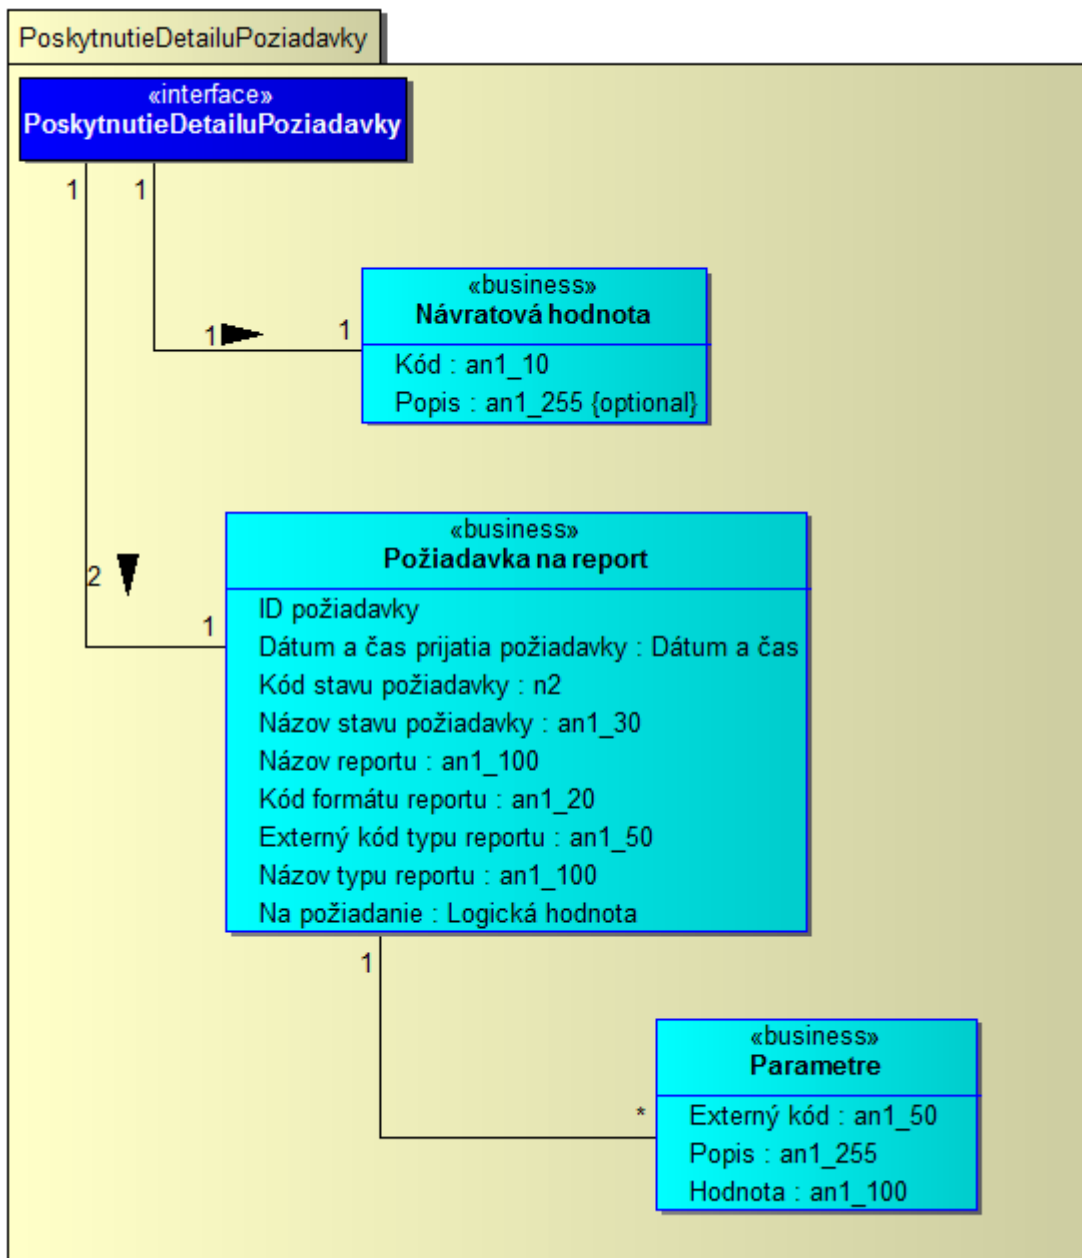 PoskytnutieDetailuPoziadavky
«interface»
PoskytnutieDetailuPoziadavky
1
1
«business»
Návratová hodnota
1
1
Kód : an1_10
Popis : an1_255 {optional}
«business»
Požiadavka na report
2
1
ID požiadavky
Dátum a čas prijatia požiadavky : Dátum a čas
Kód stavu požiadavky : n2
Názov stavu požiadavky : an1_30
Názov reportu : an1_100
Kód formátu reportu : an1_20
Externý kód typu reportu : an1_50
Názov typu reportu : an1_100
Na požiadanie : Logická hodnota
1
«business»
Parametre
*
Externý kód : an1_50
Popis : an1_255
Hodnota : an1_100